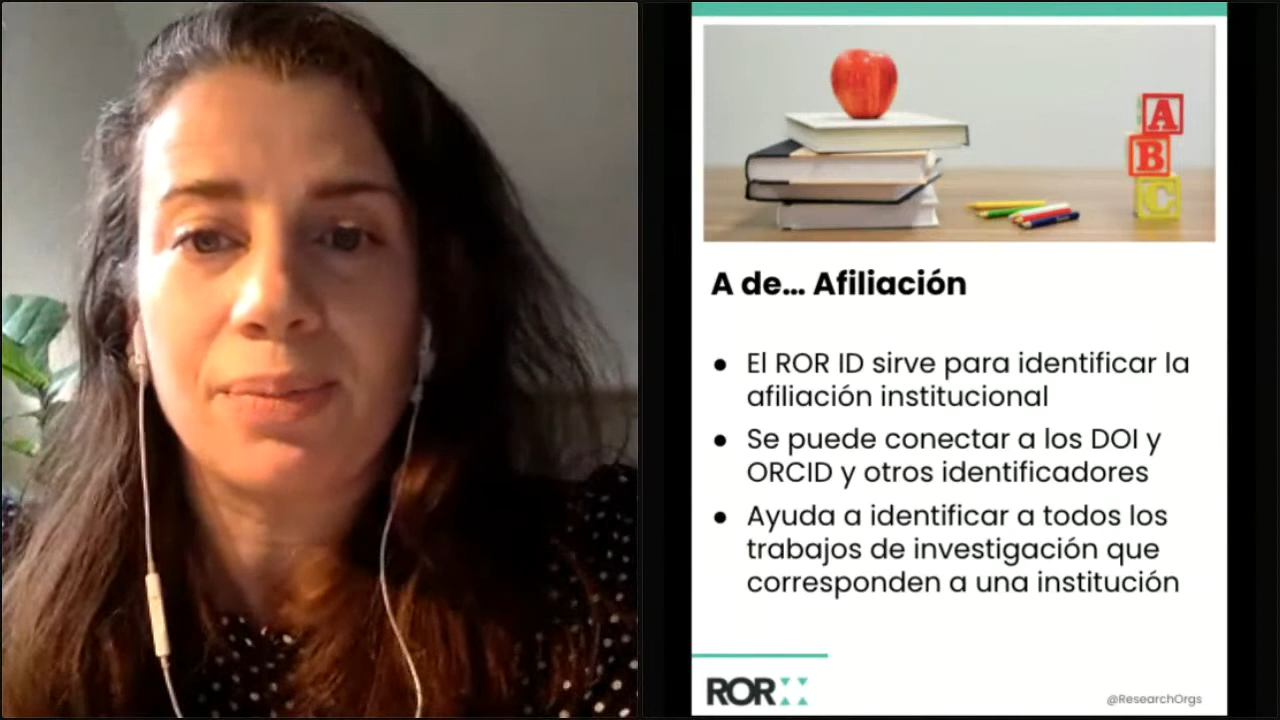 A
B
C
A de... Afiliación
● El ROR ID sirve para identificar la
afiliación institucional
● Se puede conectar a los DOI y
ORCID y otros identificadores
● Ayuda a identificar a todos los
trabajos de investigación que
corresponden a una institución
ROR
@ResearchOrgs